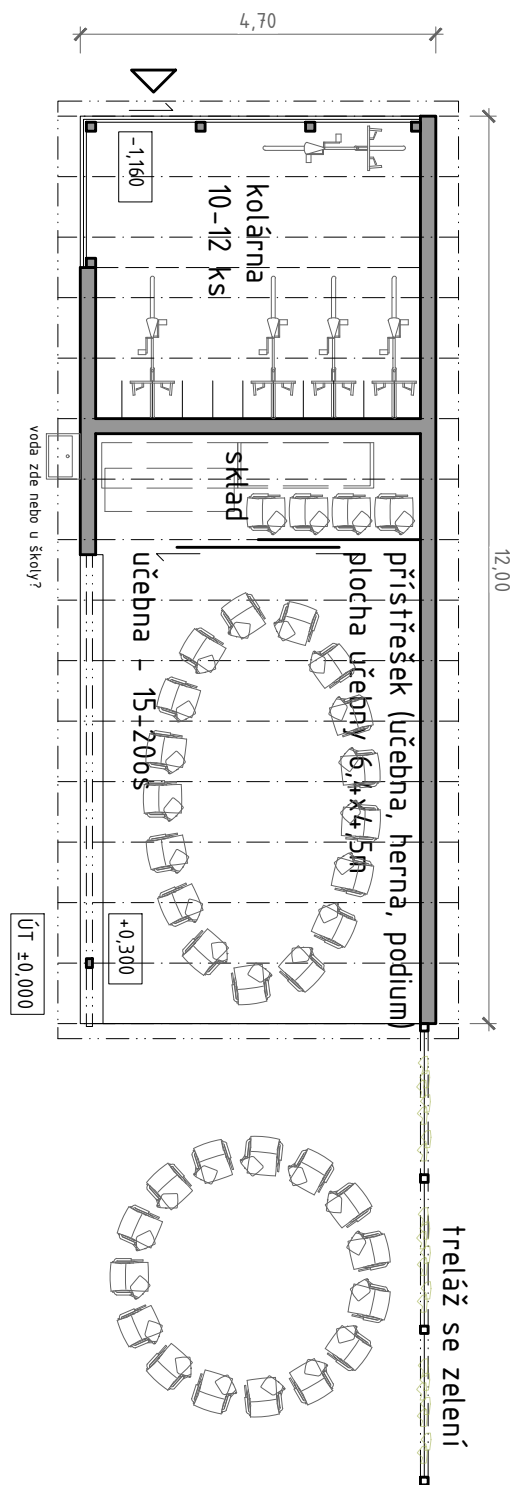 4,70
12,00
-1,160
kolárna
10-12 ks
sklad
voda zde nebo u školy?
přístřešek (učebna, herna, podium)
plocha učebny 6,4x4,5m
učebna - 15-20os
+0,300
ÚT ±0,000
treláž se zelení